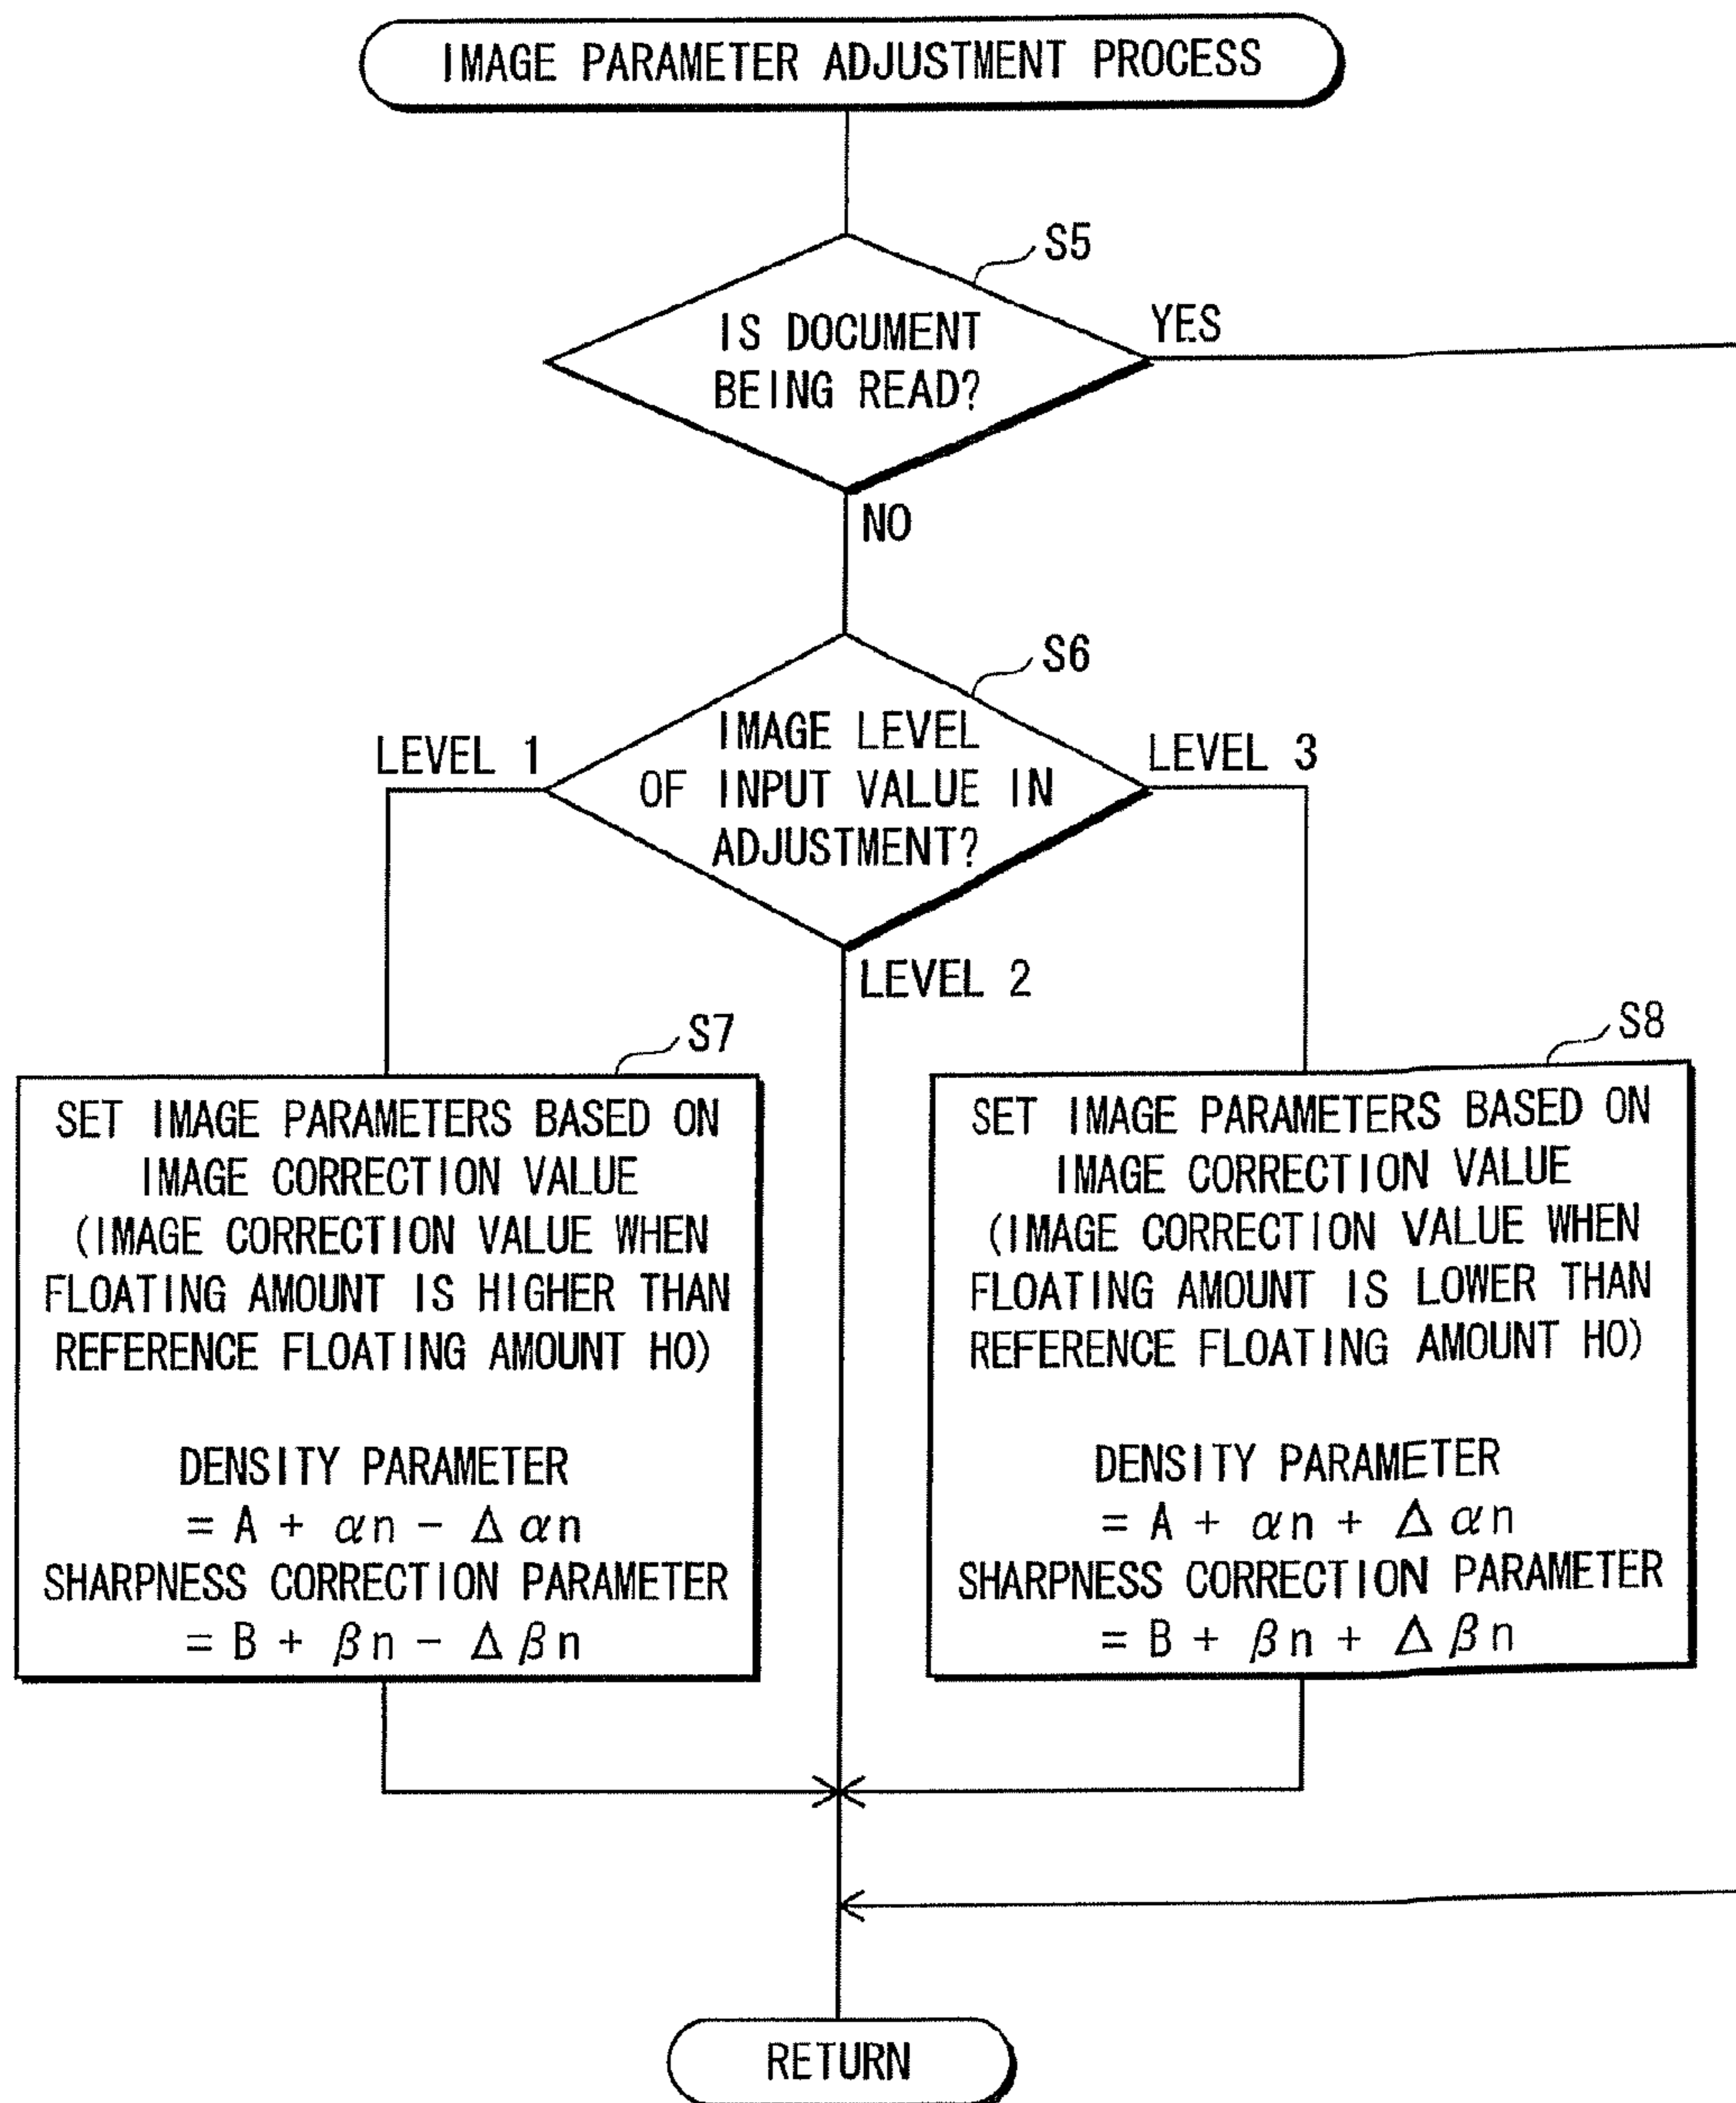 IMAGE PARAMETER ADJUSTMENT PROCESS
S5
IS DOCUMENT
BEING READ?
YES
NO
S6
IMAGE LEVEL
OF INPUT VALUE IN
ADJUSTMENT?
LEVEL 1
LEVEL 3
LEVEL 2
S7
SET IMAGE PARAMETERS BASED ON
IMAGE CORRECTION VALUE
(IMAGE CORRECTION VALUE WHEN
FLOATING AMOUNT IS HIGHER THAN
REFERENCE FLOATING AMOUNT H0)
DENSITY PARAMETER
= A + αn - Δαn
SHARPNESS CORRECTION PARAMETER
= B + βn - Δβn
S8
SET IMAGE PARAMETERS BASED ON
IMAGE CORRECTION VALUE
(IMAGE CORRECTION VALUE WHEN
FLOATING AMOUNT IS LOWER THAN
REFERENCE FLOATING AMOUNT H0)
DENSITY PARAMETER
= A + αn + Δαn
SHARPNESS CORRECTION PARAMETER
= B + βn + Δβn
RETURN